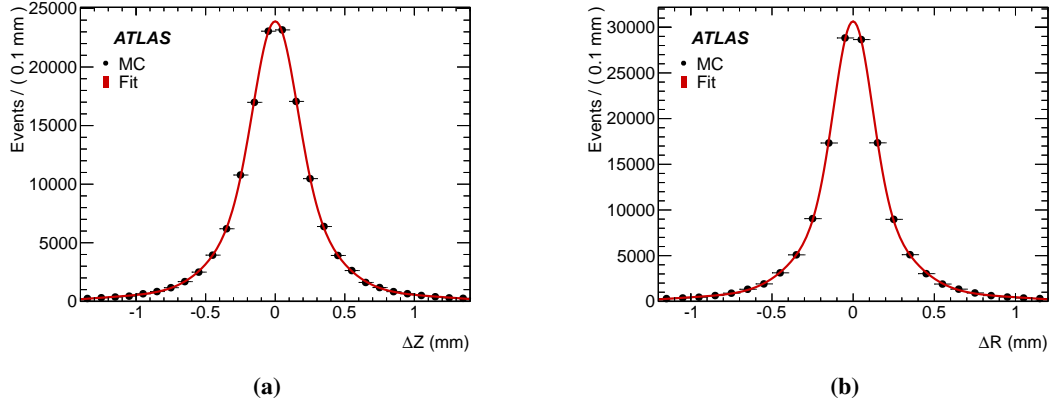 Events / ( 0.1 mm )
25000
20000
15000
10000
5000
0
ATLAS
MC
Fit
-1
-0.5
0
0.5
1
ΔZ (mm)
(a)
Events / ( 0.1 mm )
30000
25000
20000
15000
10000
5000
0
ATLAS
MC
Fit
-1
-0.5
0
0.5
1
ΔR (mm)
(b)